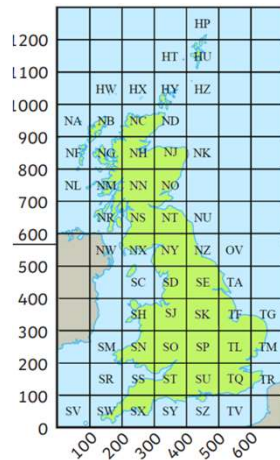 HP
1200
HT HU
1100
HW HX HY HZ
1000
NA NB NC ND
900
NF NG NH NJ NK
800
NL NM NN NO
700
NR NS NT NU
600
NW NX NY NZ OV
500
SC SD SE TA
400
SH SJ SK TF TG
300
SM SN SO SP TL TM
200
SR SS ST SU TQ TR
100
SV SW SX SY SZ TV
0
100 200 300 400 500 600